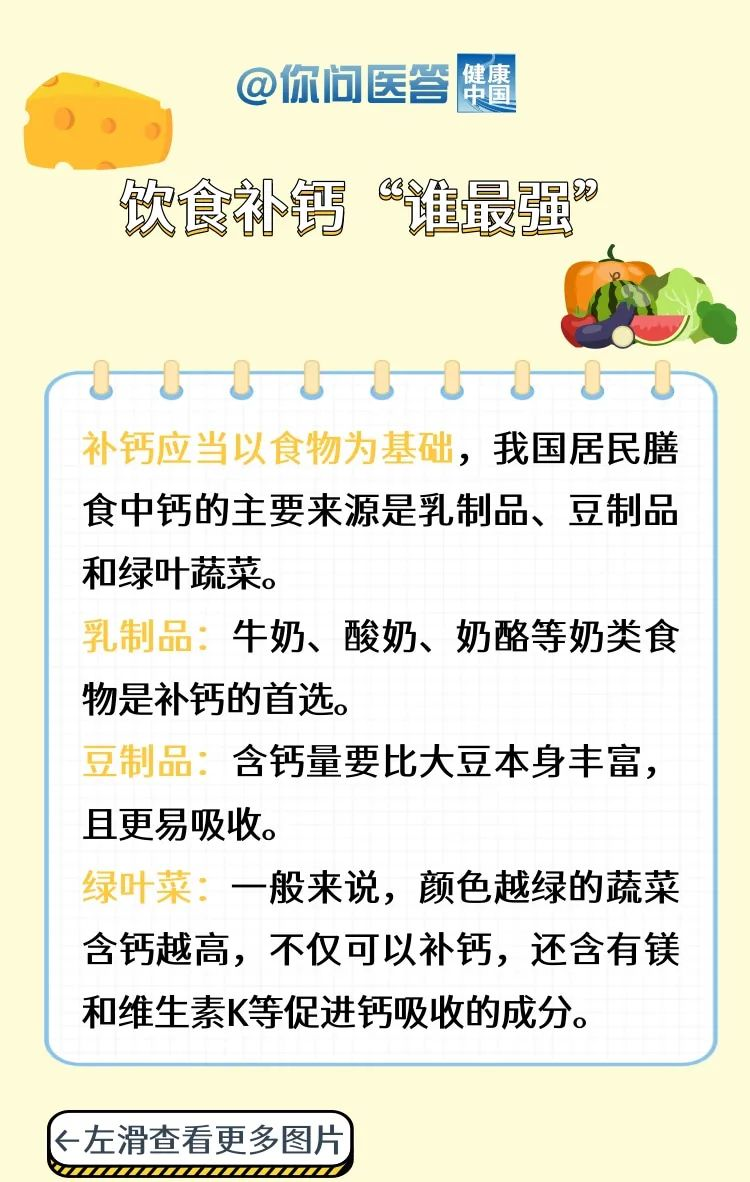 @你问医答 健康
中国
饮食补钙“谁最强”
补钙应当以食物为基础，我国居民膳
食中钙的主要来源是乳制品、豆制品
和绿叶蔬菜。
乳制品：牛奶、酸奶、奶酪等奶类食
物是补钙的首选。
豆制品：含钙量要比大豆本身丰富，
且更易吸收。
绿叶菜：一般来说，颜色越绿的蔬菜
含钙越高，不仅可以补钙，还含有镁
和维生素K等促进钙吸收的成分。
←左滑查看更多图片